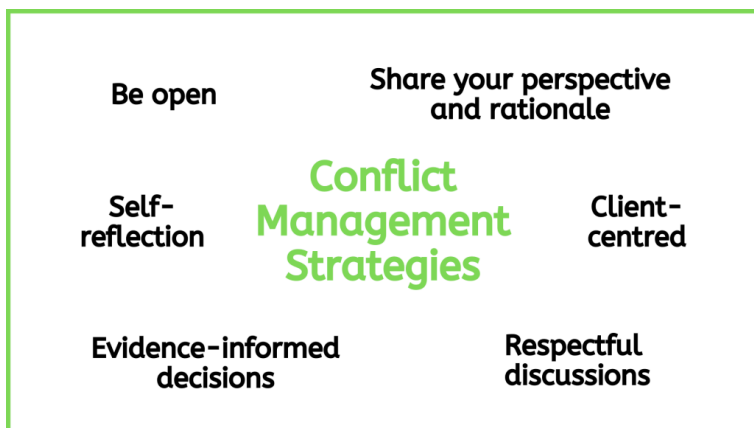 Be open
Share your perspective
and rationale
Conflict
Management
Strategies
Self-
reflection
Client-
centred
Evidence-informed
decisions
Respectful
discussions